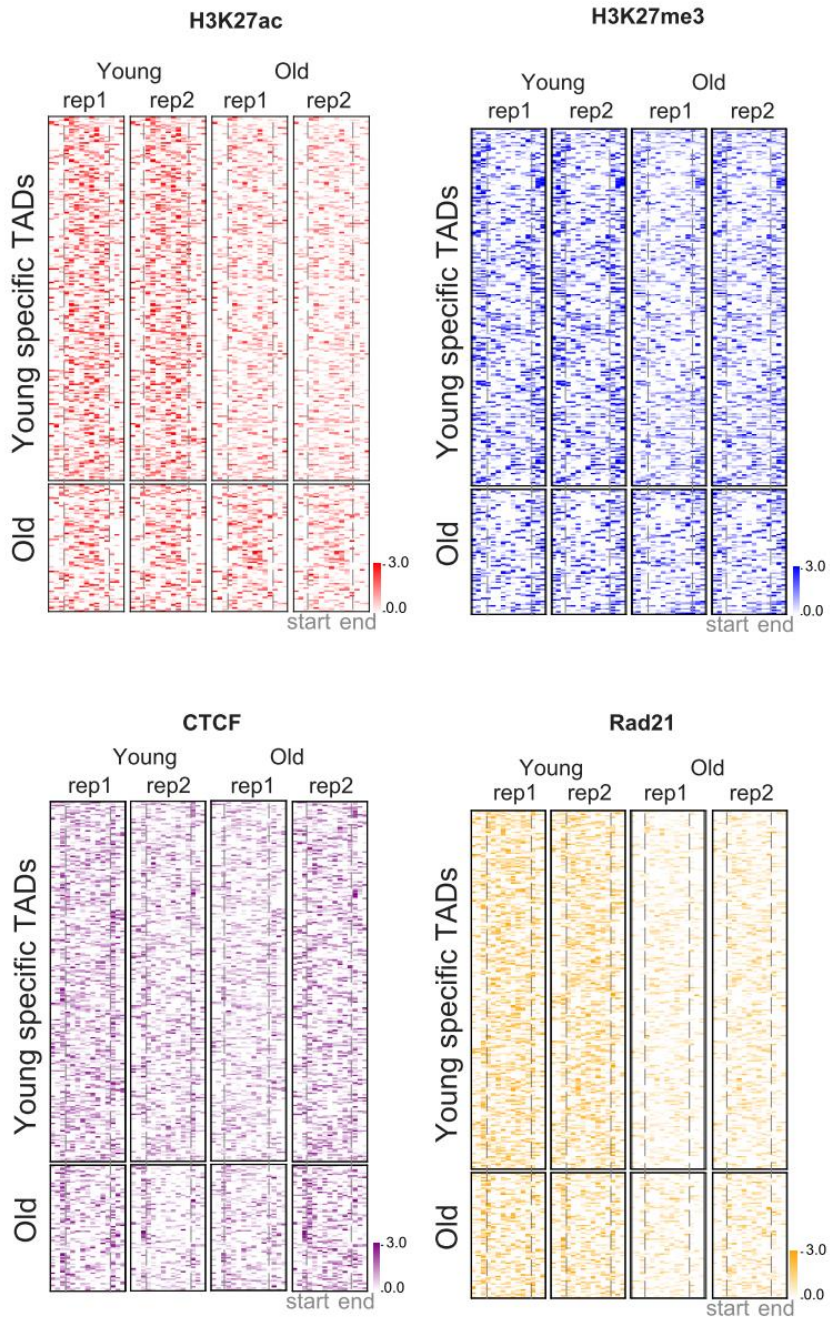 H3K27ac
Young Old
rep1 rep2 rep1 rep2
Young specific TADs
Old
3.0
0.0
start end
H3K27me3
Young Old
rep1 rep2 rep1 rep2
Young specific TADs
Old
3.0
0.0
start end
CTCF
Young Old
rep1 rep2 rep1 rep2
Young specific TADs
Old
3.0
0.0
start end
Rad21
Young Old
rep1 rep2 rep1 rep2
Young specific TADs
Old
3.0
0.0
start end